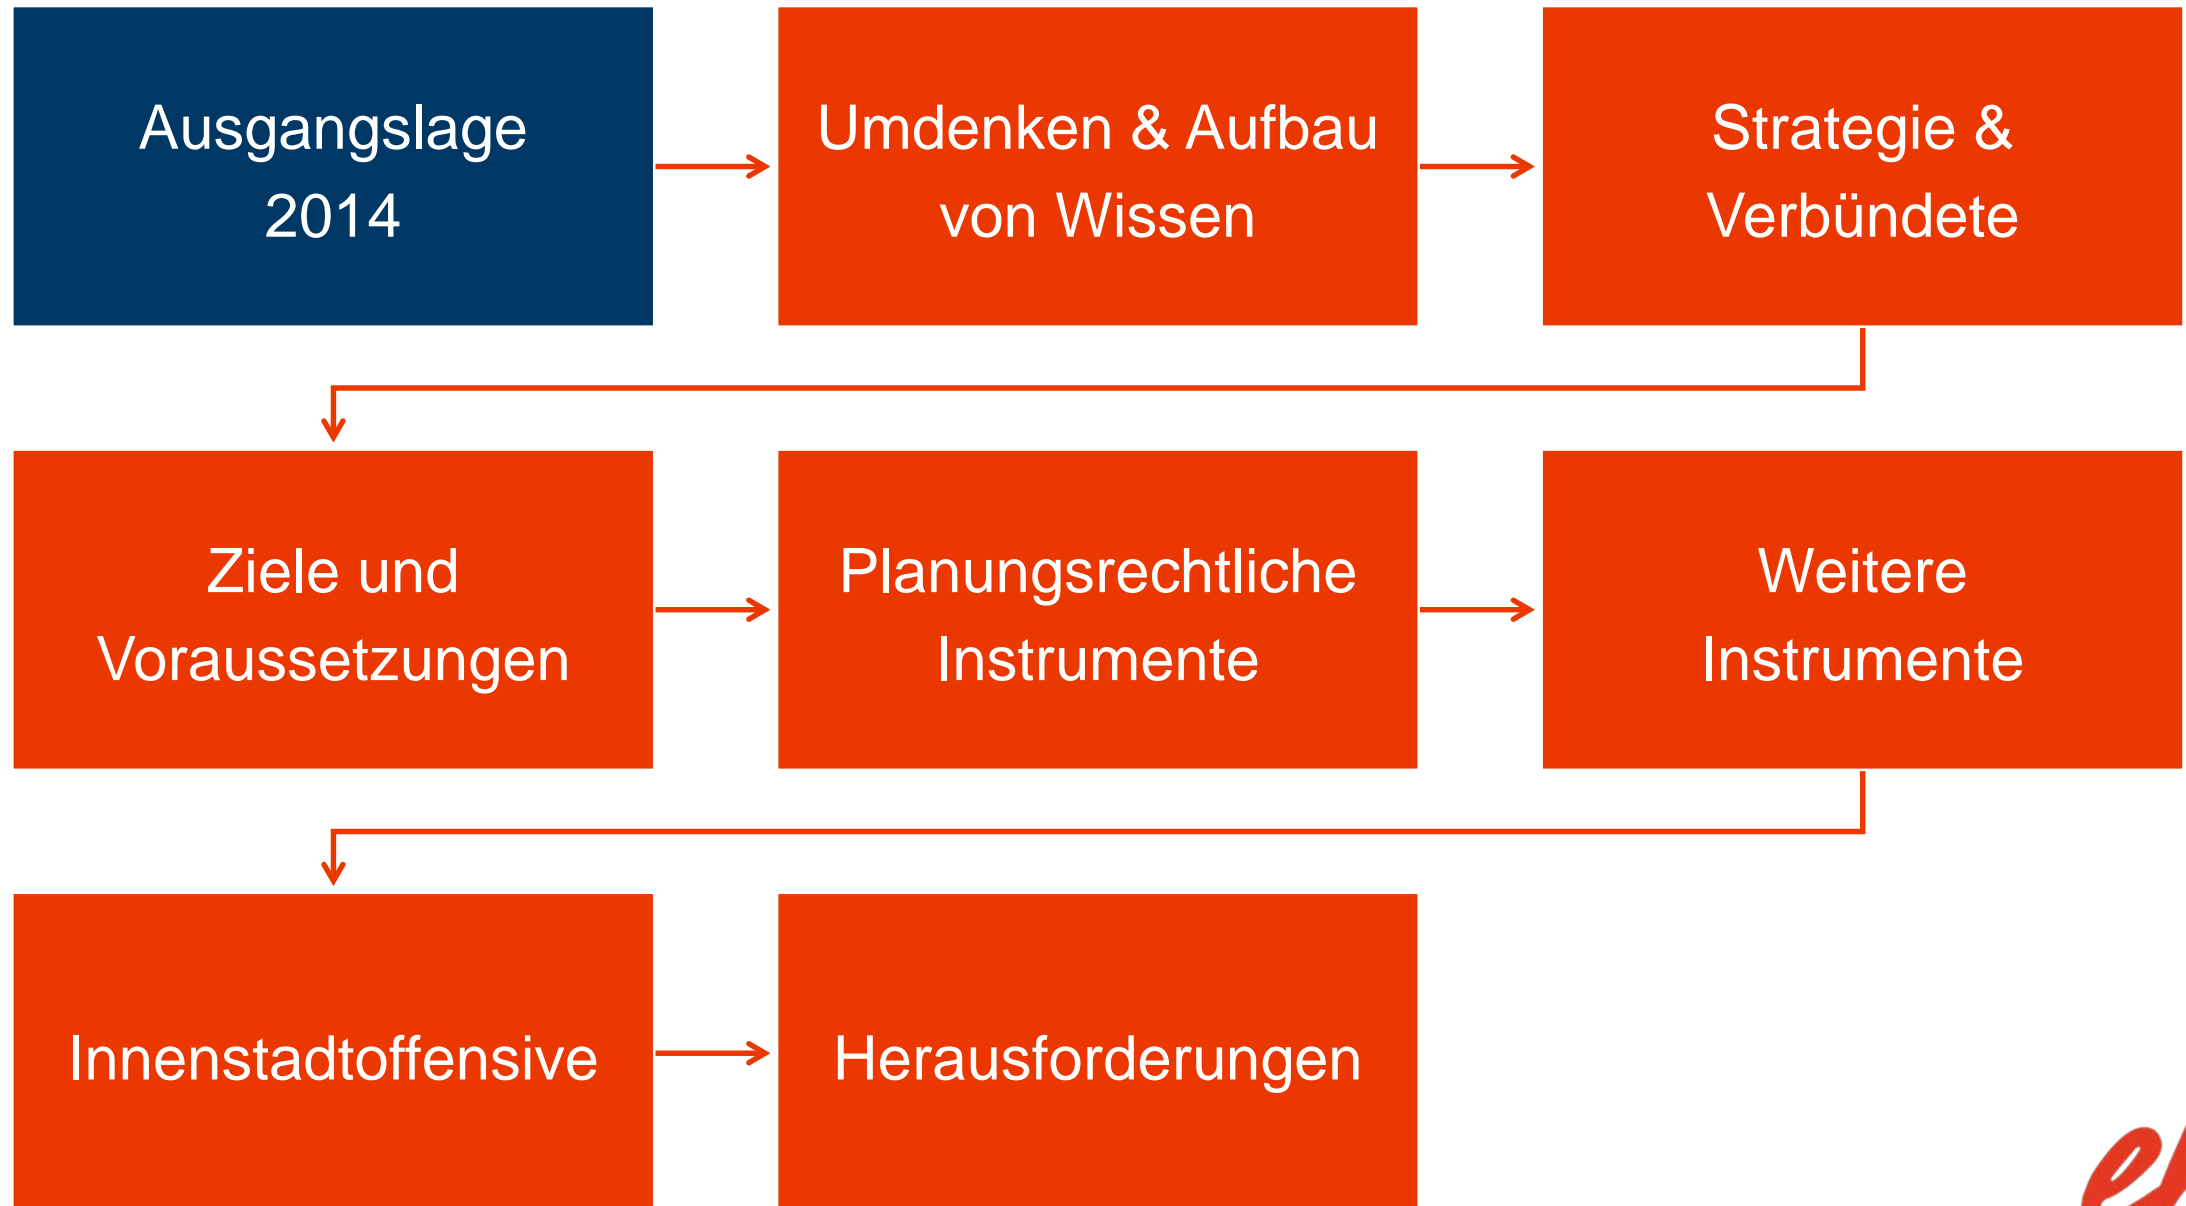 Ausgangslage
2014
Umdenken & Aufbau
von Wissen
Strategie &
Verbündete
Ziele und
Voraussetzungen
Planungsrechtliche
Instrumente
Weitere
Instrumente
Innenstadtoffensive
Herausforderungen